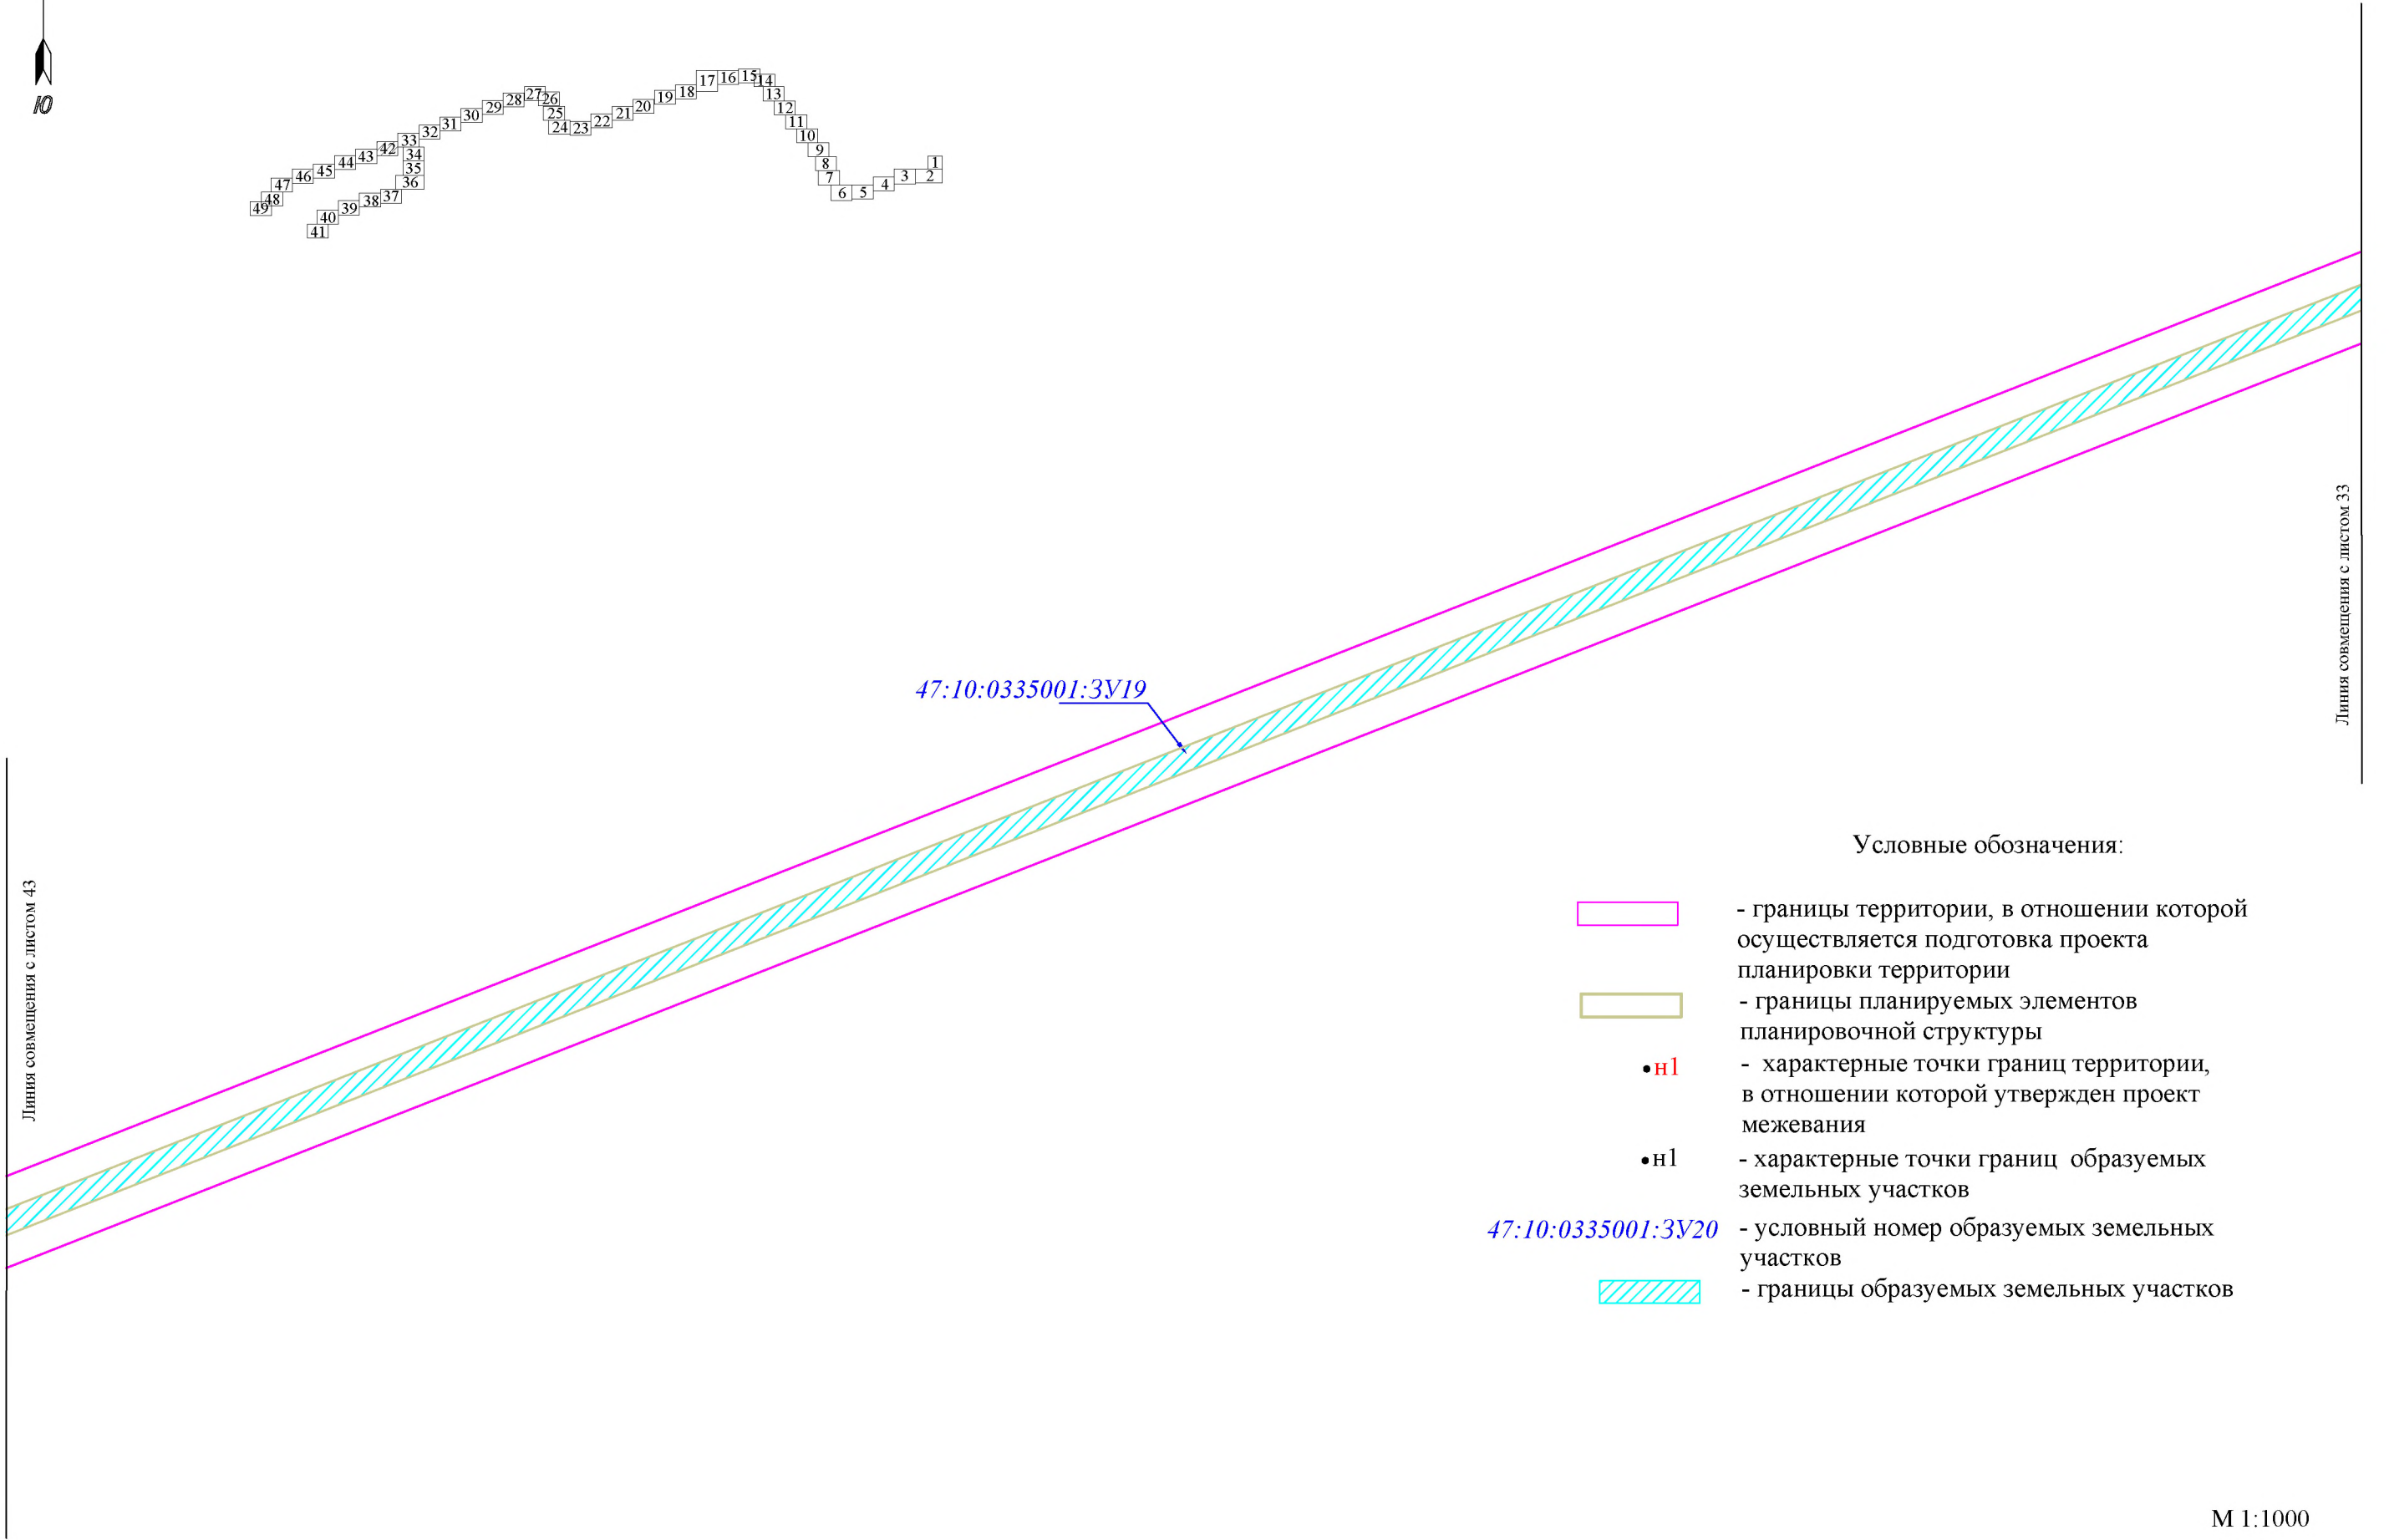 Ю
1
2
3
4
5
6
7
8
9
10
11
12
13
14
15
16
17
18
19
20
21
22
23
24
25
26
27
28
29
30
31
32
33
34
35
36
37
38
39
40
41
42
43
44
45
46
47
48
49
Линия совмещения с листом 33
47:10:0335001:ЗУ19
Линия совмещения с листом 43
Условные обозначения:
- границы территории, в отношении которой
осуществляется подготовка проекта
планировки территории
- границы планируемых элементов
планировочной структуры
н1
- характерные точки границ территории,
в отношении которой утвержден проект
межевания
н1
- характерные точки границ образуемых
земельных участков
47:10:0335001:ЗУ20
- условный номер образуемых земельных
участков
- границы образуемых земельных участков
М 1:1000